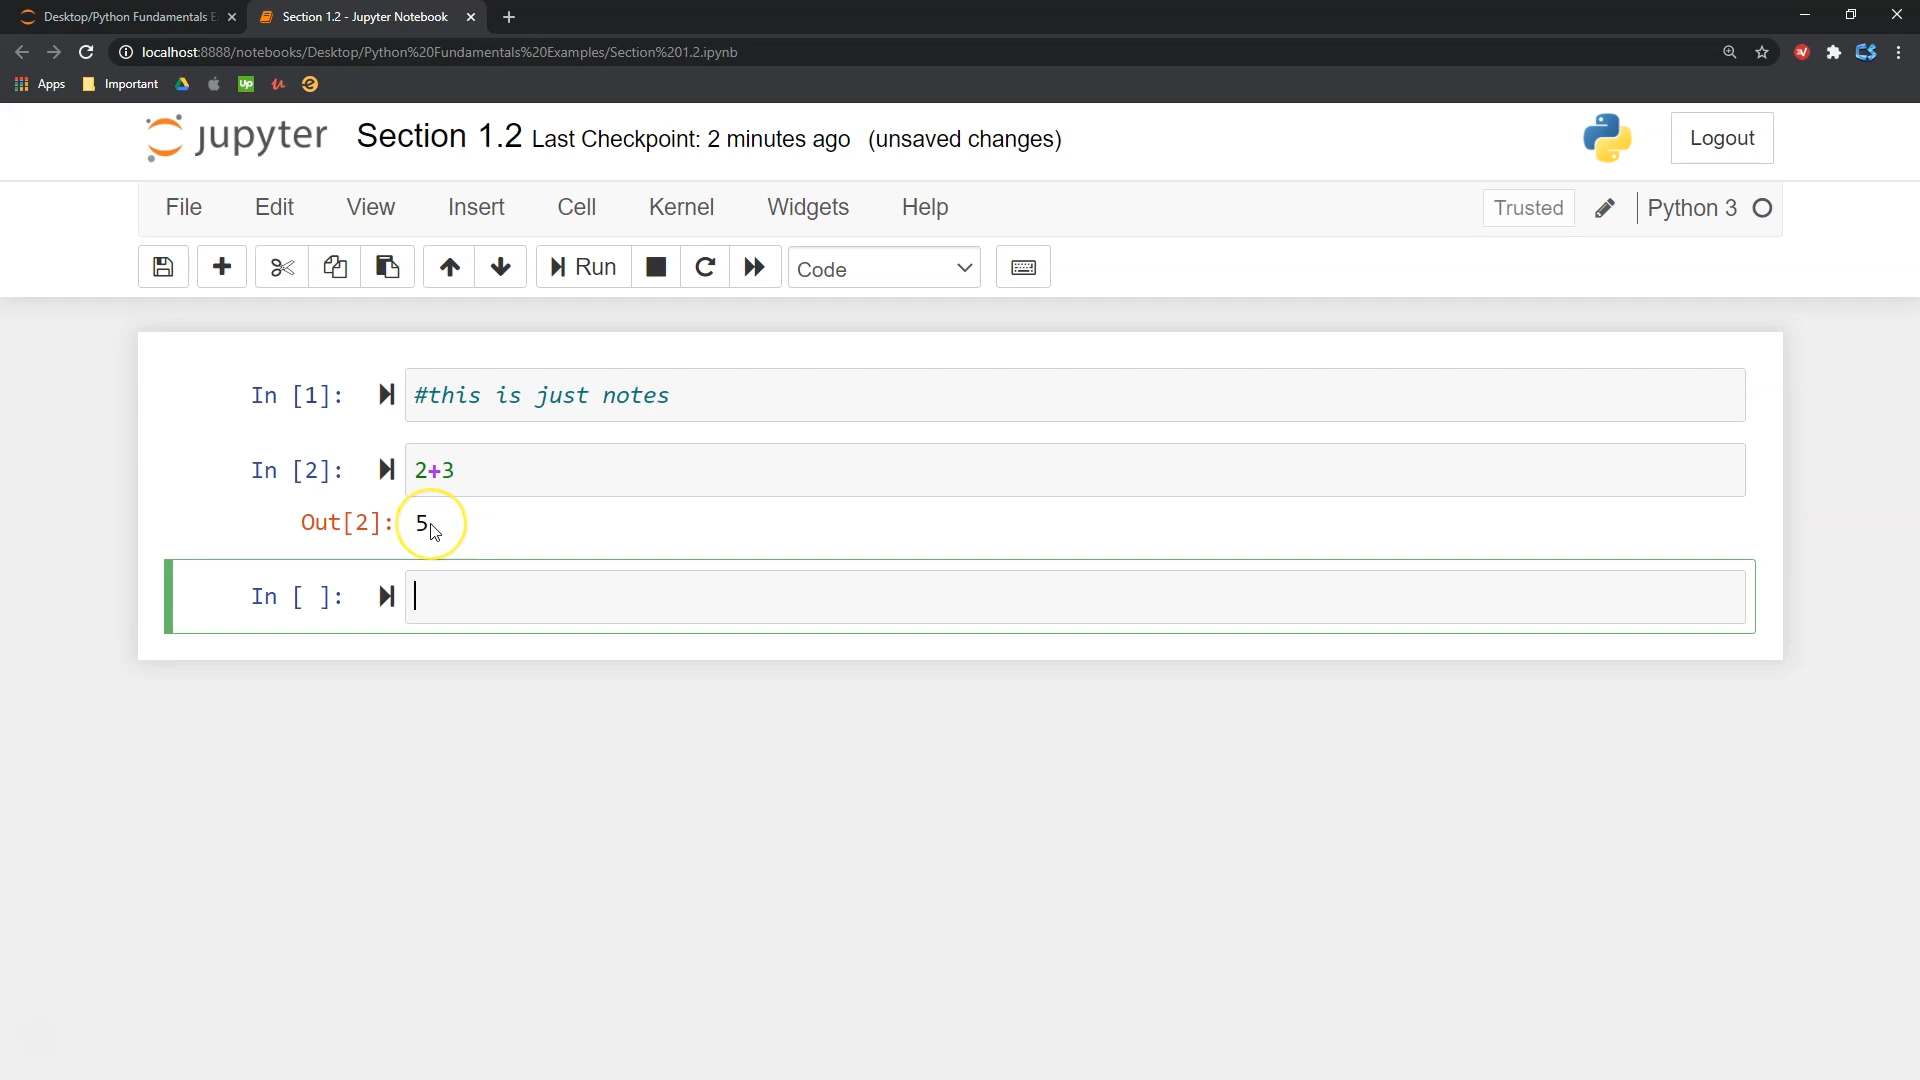 Desktop/Python Fundamentals E
Section 1.2 - Jupyter Notebook
localhost:8888/notebooks/Desktop/Python%20Fundamentals%20Examples/Section%201.2.ipynb
Apps
Important
up
jupyter Section 1.2 Last Checkpoint: 2 minutes ago (unsaved changes)
Logout
File Edit View Insert Cell Kernel Widgets Help
Trusted
Python 3
Run
Code
In [1]: #this is just notes
In [2]: 2+3
Out[2]: 5
In [ ]: